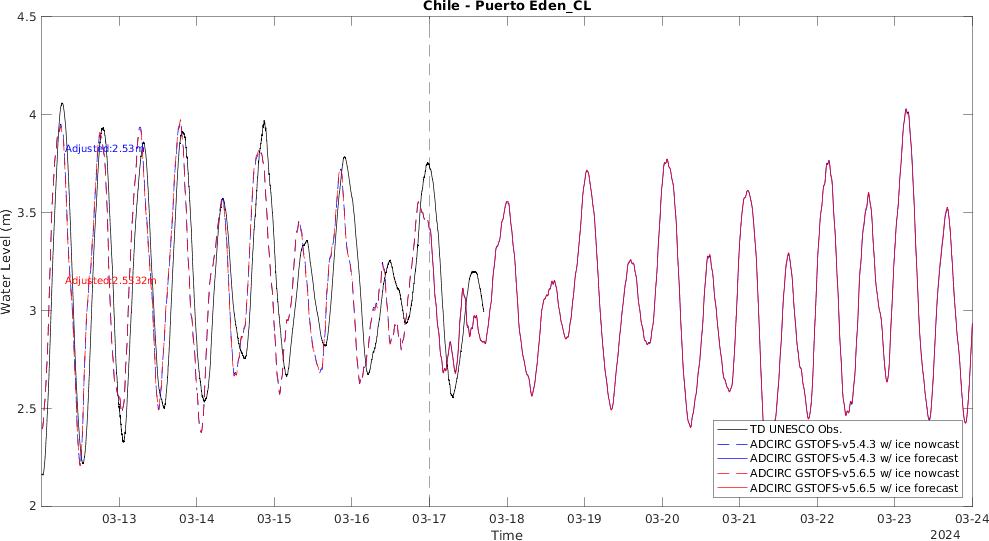 Chile - Puerto Eden_CL
4.5
4
3.5
3
2.5
2
Water Level (m)
Adjusted:2.53m
Adjusted:2.5332m
TD UNESCO Obs.
ADCIRC GSTOFS-v5.4.3 w/ ice nowcast
ADCIRC GSTOFS-v5.4.3 w/ ice forecast
ADCIRC GSTOFS-v5.6.5 w/ ice nowcast
ADCIRC GSTOFS-v5.6.5 w/ ice forecast
03-13 03-14 03-15 03-16 03-17 03-18 03-19 03-20 03-21 03-22 03-23 03-24
Time
2024